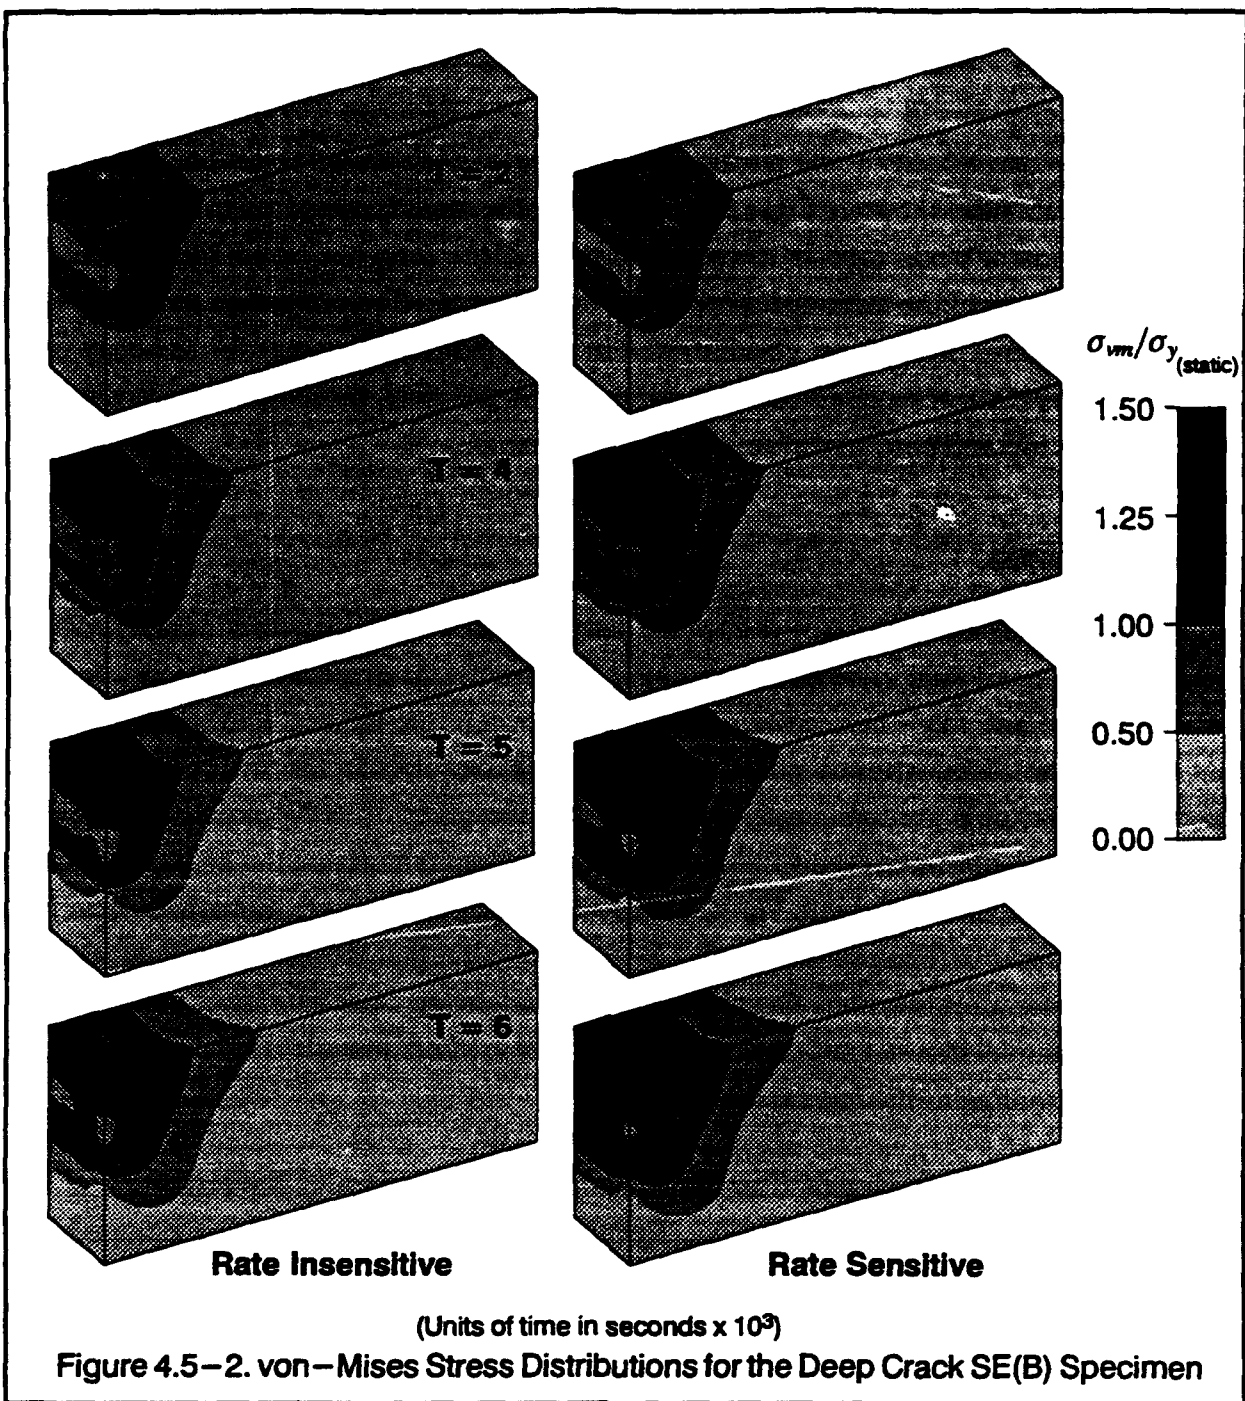 T = 2
T = 4
T = 5
T = 6
σvm/σy(static)
1.50
1.25
1.00
0.50
0.00
Rate Insensitive
Rate Sensitive
(Units of time in seconds x 10³)
Figure 4.5–2. von–Mises Stress Distributions for the Deep Crack SE(B) Specimen